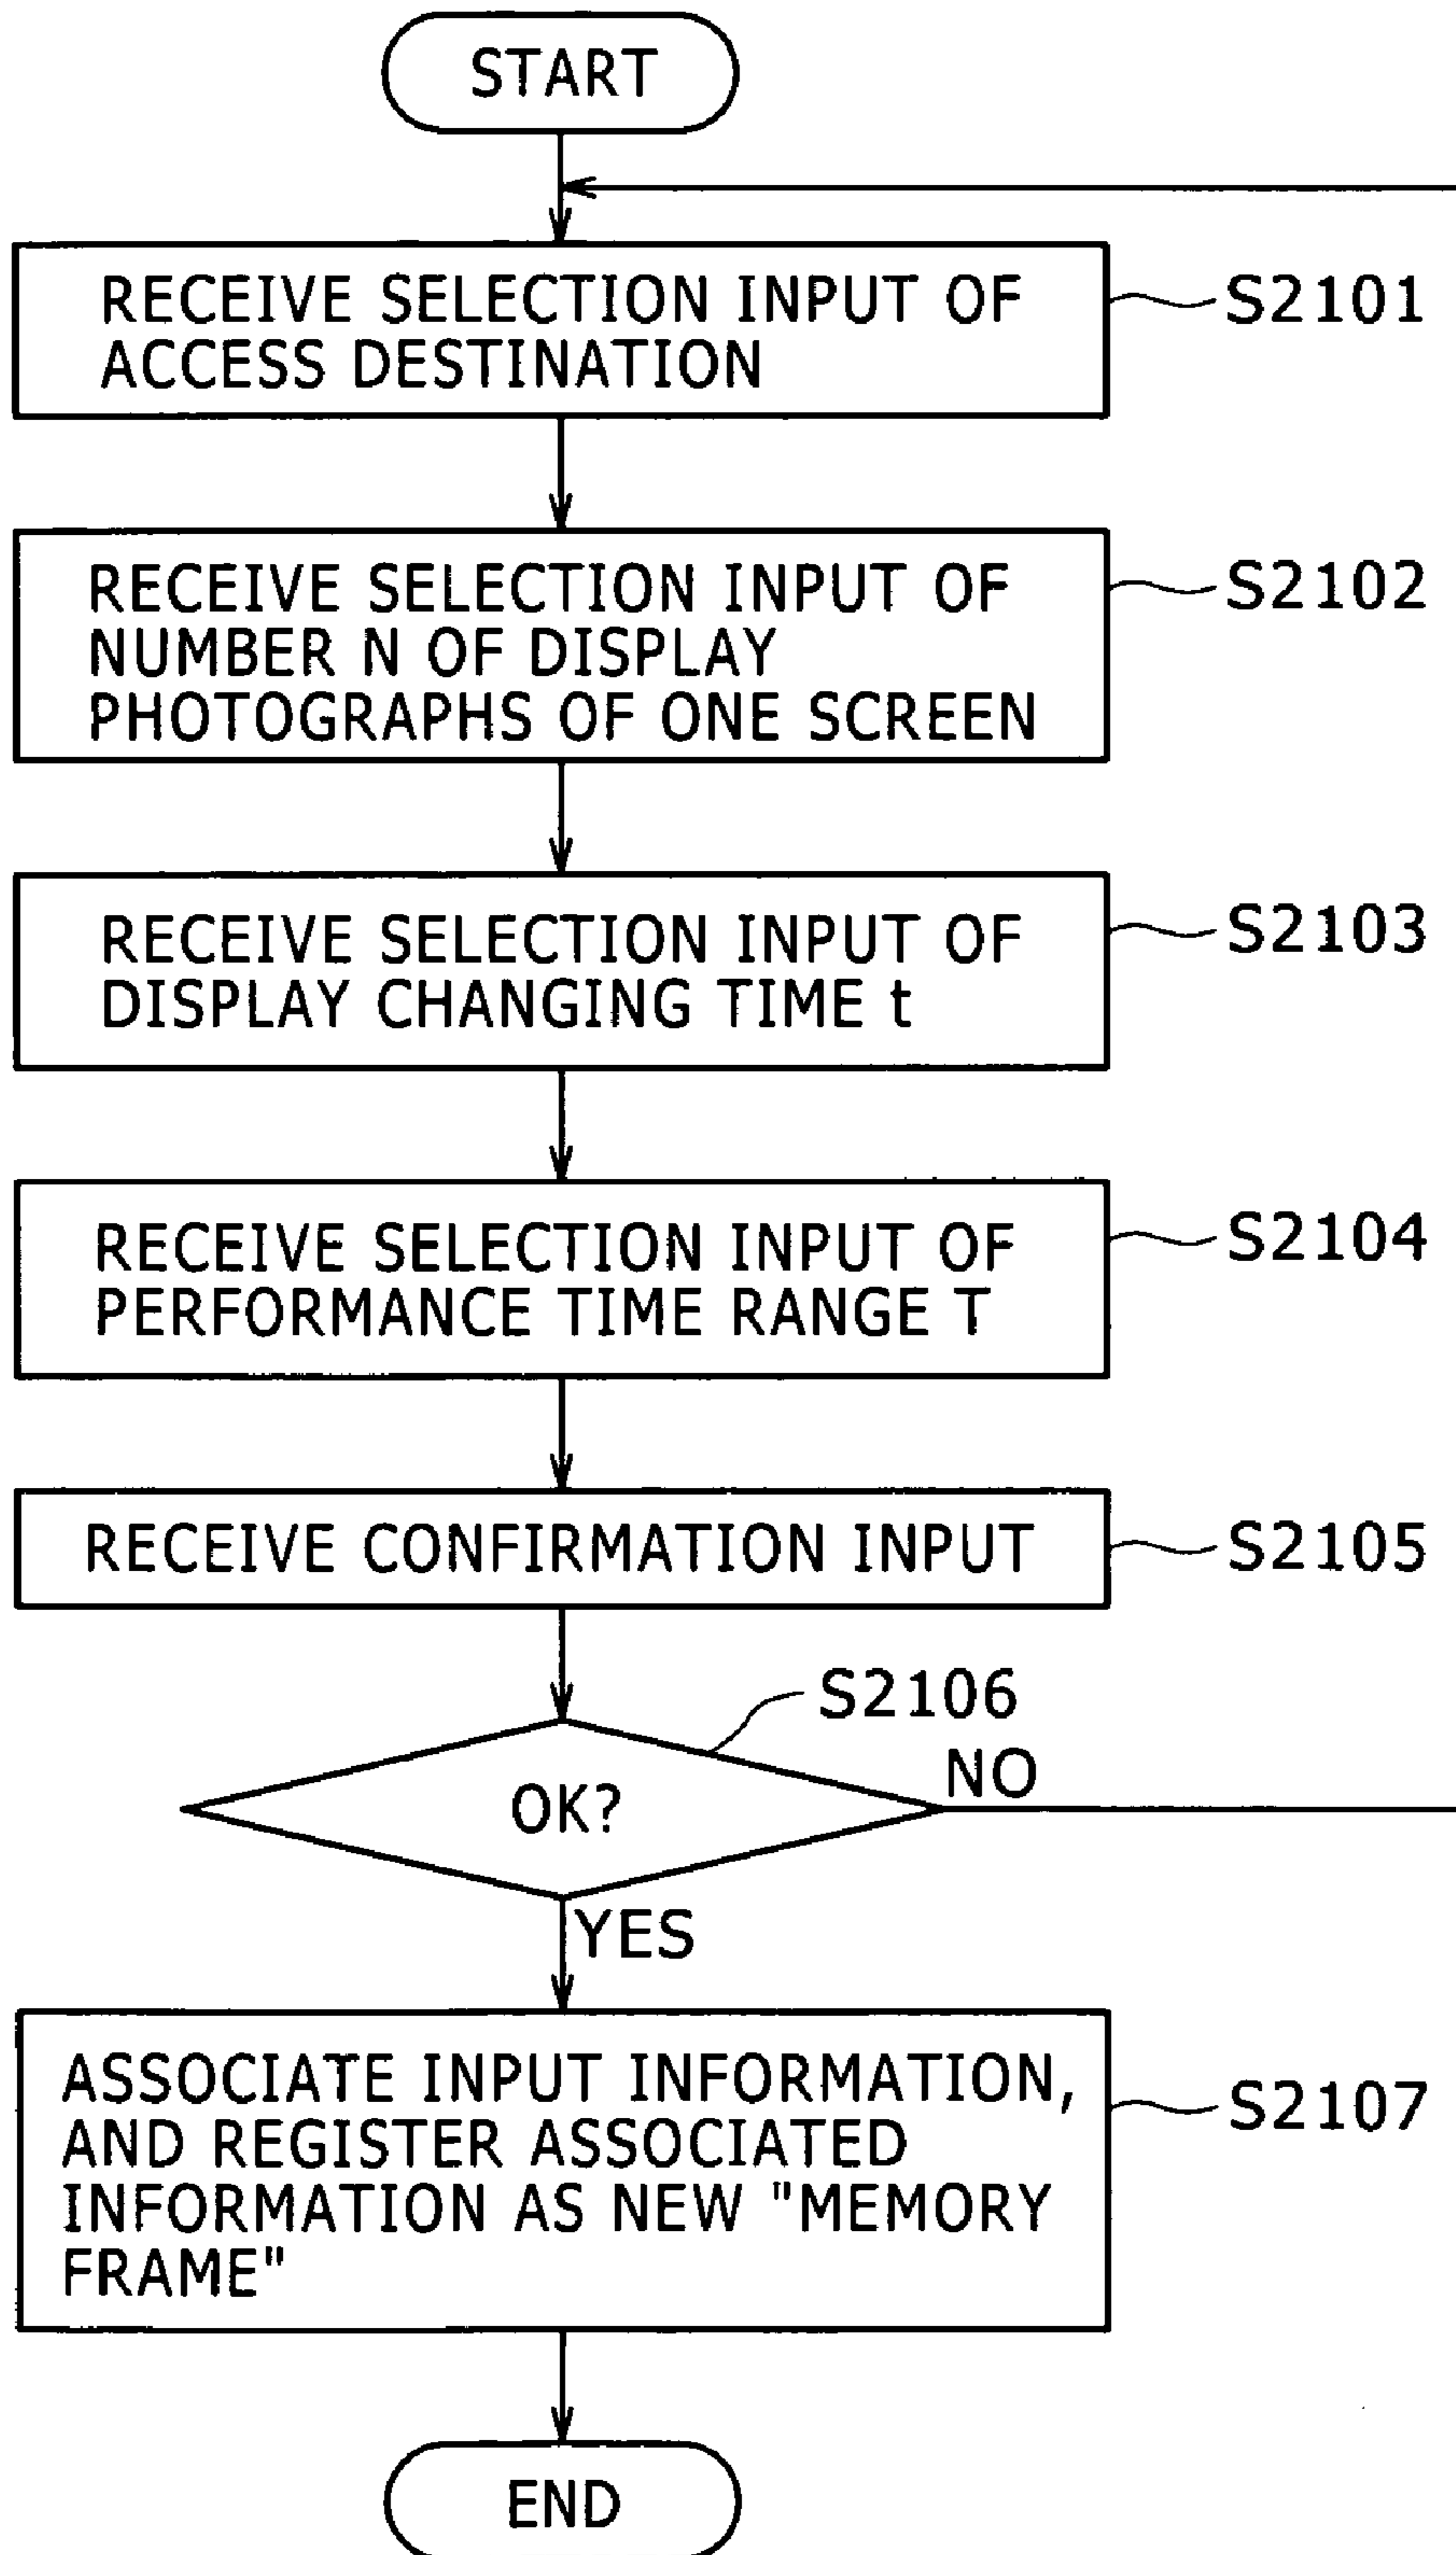 START
RECEIVE SELECTION INPUT OF
ACCESS DESTINATION
S2101
RECEIVE SELECTION INPUT OF
NUMBER N OF DISPLAY
PHOTOGRAPHS OF ONE SCREEN
S2102
RECEIVE SELECTION INPUT OF
DISPLAY CHANGING TIME t
S2103
RECEIVE SELECTION INPUT OF
PERFORMANCE TIME RANGE T
S2104
RECEIVE CONFIRMATION INPUT
S2105
S2106
OK?
NO
YES
ASSOCIATE INPUT INFORMATION,
AND REGISTER ASSOCIATED
INFORMATION AS NEW "MEMORY
FRAME"
S2107
END